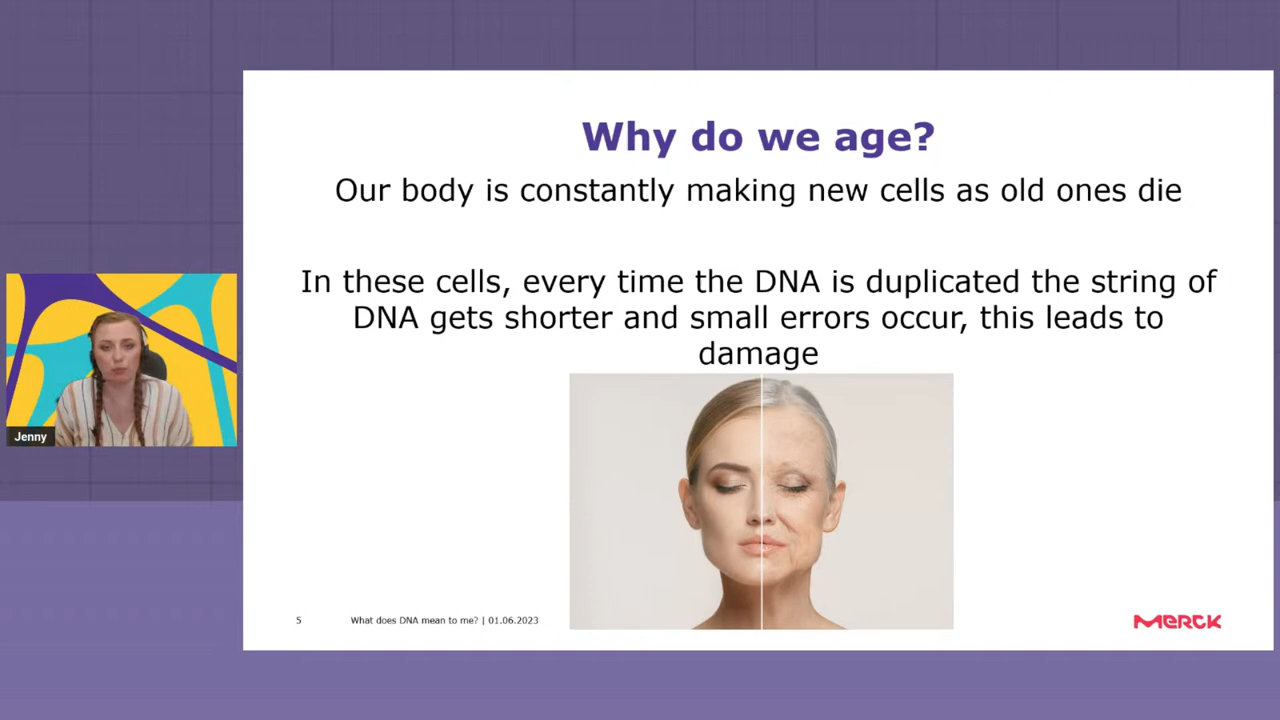 Why do we age?
Our body is constantly making new cells as old ones die
In these cells, every time the DNA is duplicated the string of
DNA gets shorter and small errors occur, this leads to
damage
Jenny
5
What does DNA mean to me? | 01.06.2023
MERCK